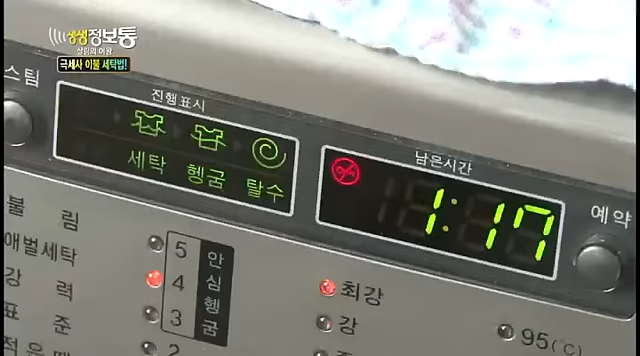 생생정보통
살림의 여왕
극세사 이불 세탁법!
스팀
진행표시
세탁 헹굼 탈수
남은시간
1:17
예약
불림
애벌세탁
강력
표준
5
4
3
2
안심헹굼
최강
강
95(°C)